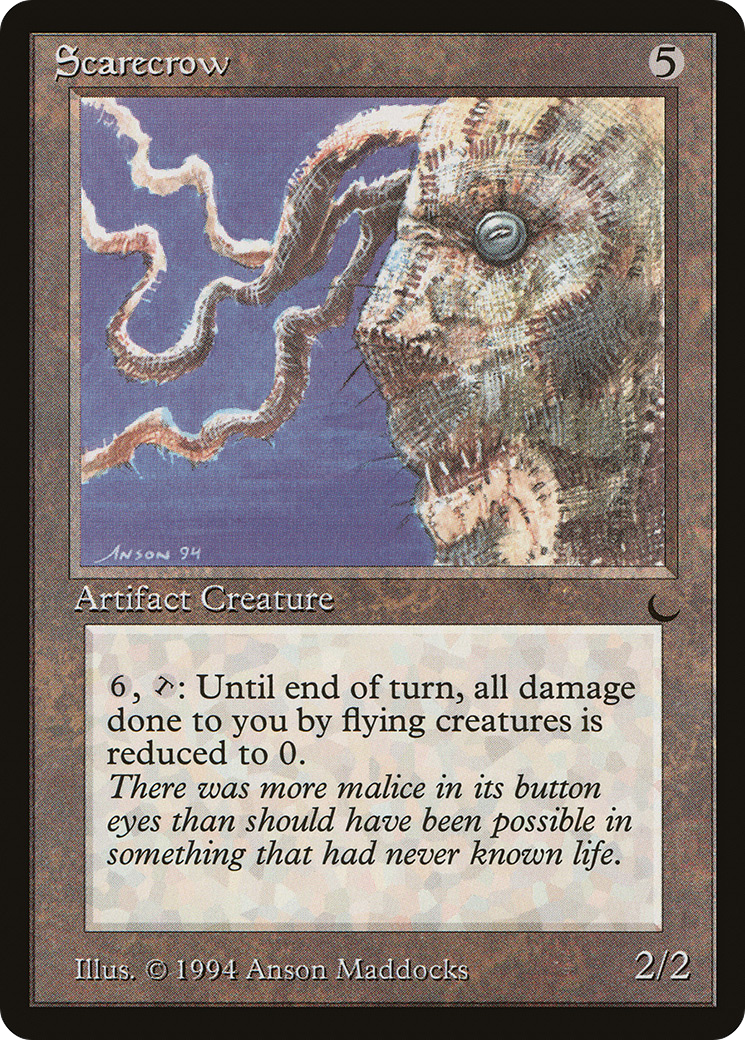 Scarecrow
5
ANSON 94
Artifact Creature
6, T: Until end of turn, all damage
done to you by flying creatures is
reduced to 0.
There was more malice in its button
eyes than should have been possible in
something that had never known life.
Illus. © 1994 Anson Maddocks
2/2